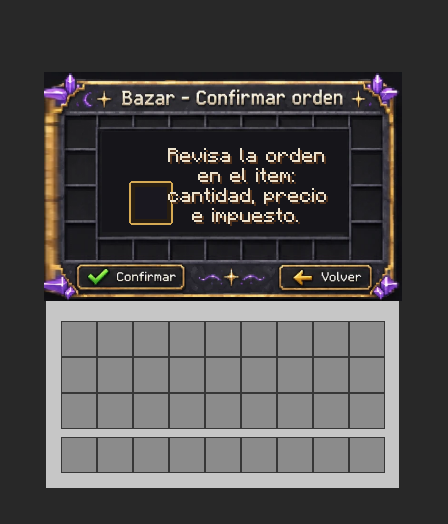 Bazar - Confirmar orden
Revisa la orden
en el item:
cantidad, precio
e impuesto.
Confirmar
Volver